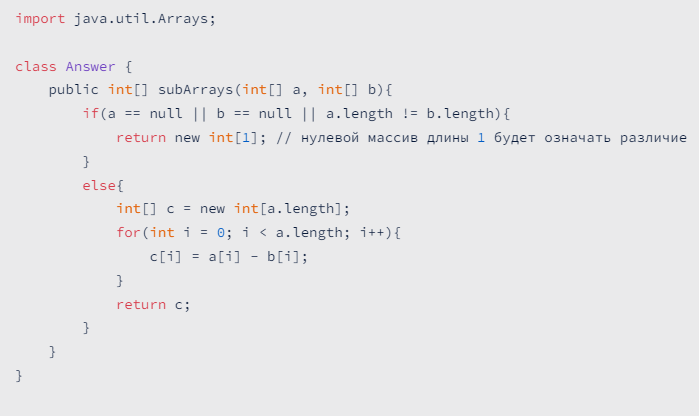 import java.util.Arrays;
class Answer {
    public int[] subArrays(int[] a, int[] b){
        if(a == null || b == null || a.length != b.length){
            return new int[1]; // нулевой массив длины 1 будет означать различие
        }
        else{
            int[] c = new int[a.length];
            for(int i = 0; i < a.length; i++){
                c[i] = a[i] - b[i];
            }
            return c;
        }
    }
}